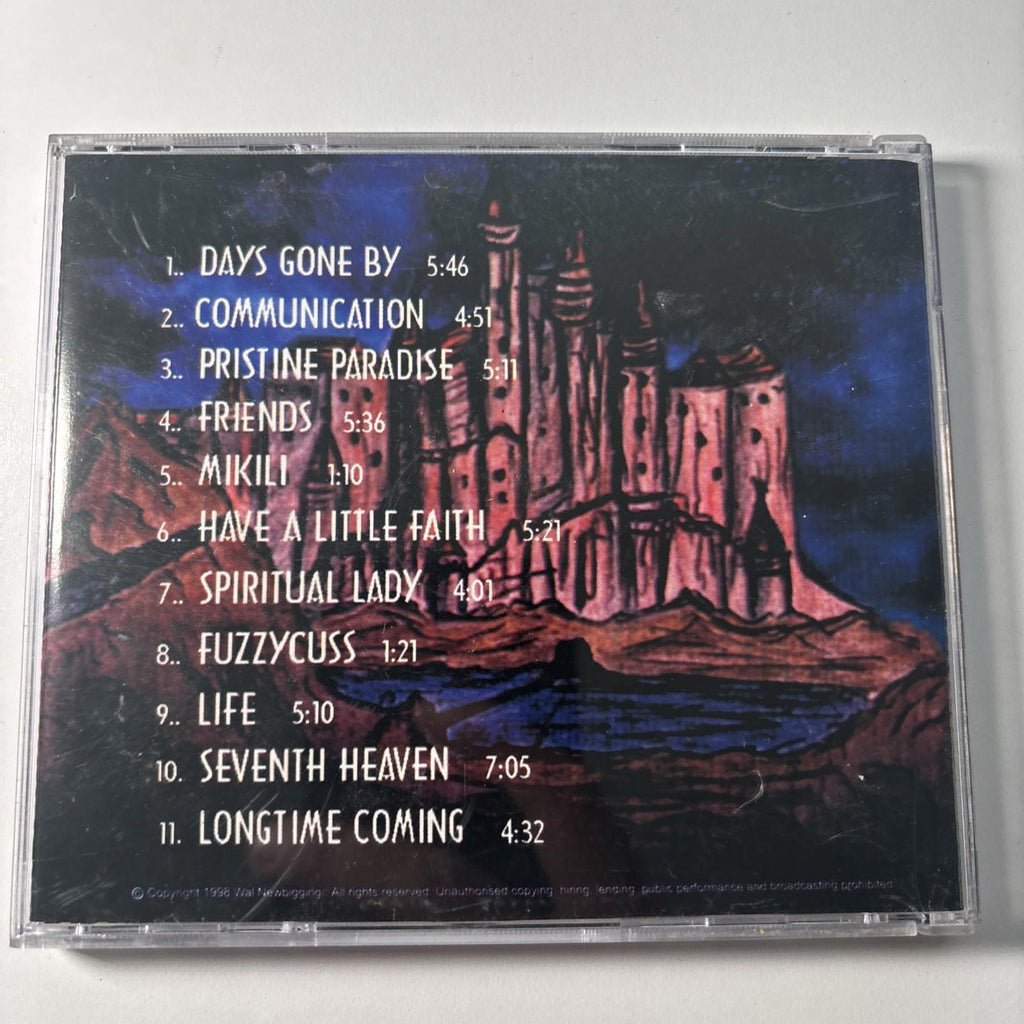 1.. DAYS GONE BY 5:46
2.. COMMUNICATION 4:51
3.. PRISTINE PARADISE 5:11
4.. FRIENDS 5:36
5.. MIKILI 1:10
6.. HAVE A LITTLE FAITH 5:21
7.. SPIRITUAL LADY 4:01
8.. FUZZYCUSS 1:21
9.. LIFE 5:10
10. SEVENTH HEAVEN 7:05
11. LONGTIME COMING 4:32
© Copyright 1998 Wal Newbigging. All rights reserved. Unauthorised copying, hiring, lending, public performance and broadcasting prohibited.